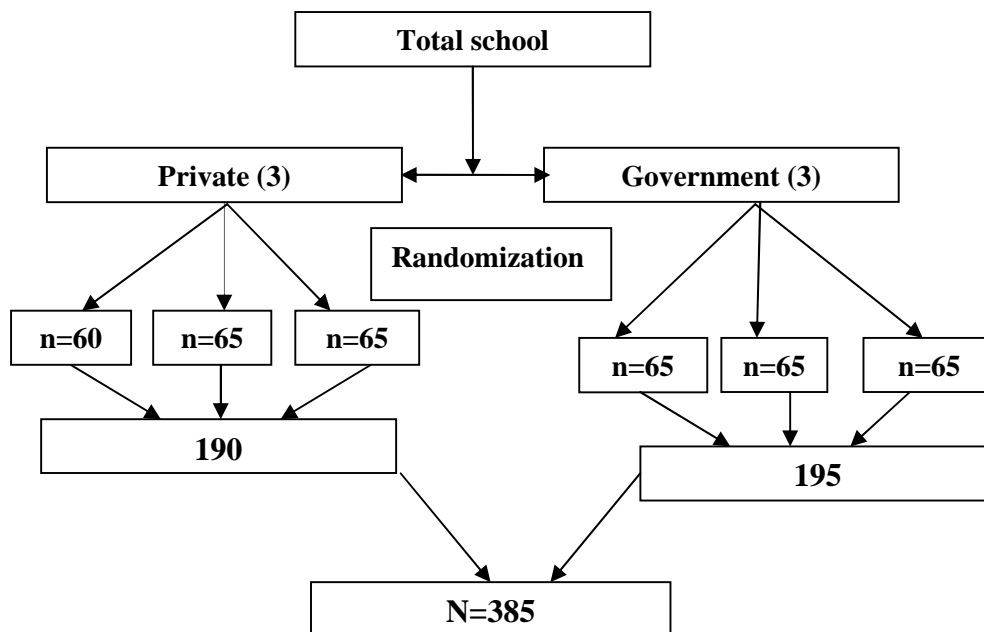 Total school
Private (3)
Government (3)
Randomization
n=60
n=65
n=65
n=65
n=65
n=65
190
195
N=385